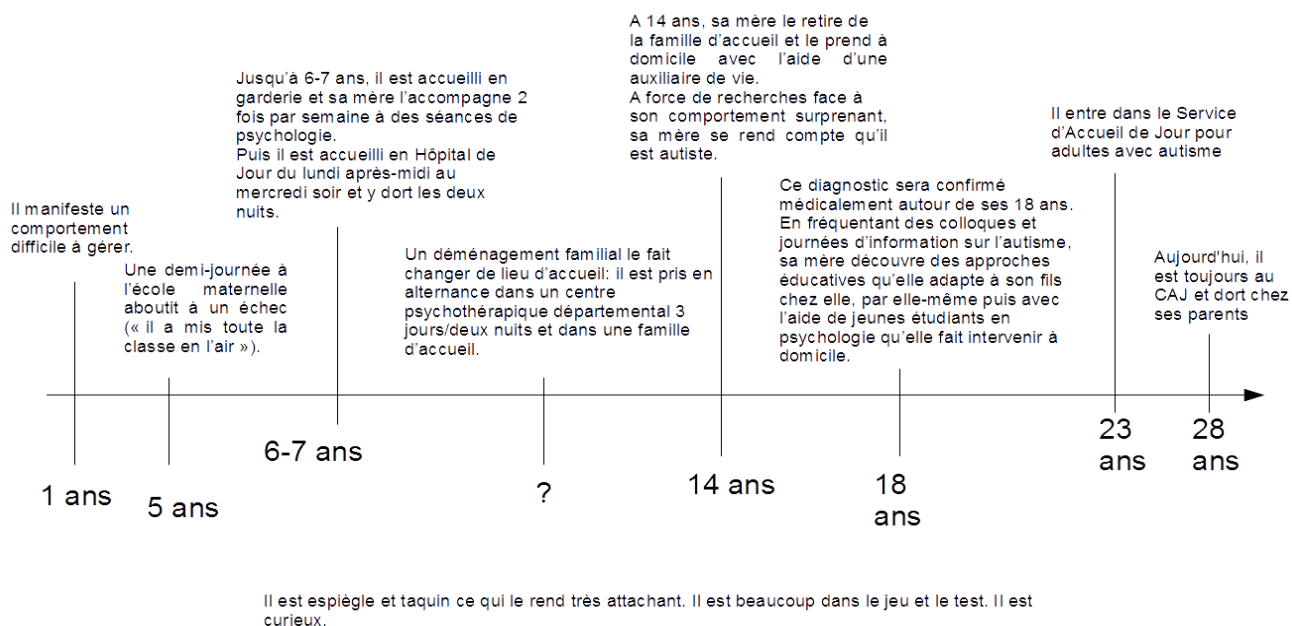 Il manifeste un
comportement
difficile à gérer.
Une demi-journée à
l'école maternelle
aboutit à un échec
(« il a mis toute la
classe en l'air »).
Jusqu'à 6-7 ans, il est accueilli en
garderie et sa mère l'accompagne 2
fois par semaine à des séances de
psychologie.
Puis il est accueilli en Hôpital de
Jour du lundi après-midi au
mercredi soir et y dort les deux
nuits.
Un déménagement familial le fait
changer de lieu d'accueil: il est pris en
alternance dans un centre
psychothérapique départemental 3
jours/deux nuits et dans une famille
d'accueil.
A 14 ans, sa mère le retire de
la famille d'accueil et le prend à
domicile avec l'aide d'une
auxiliaire de vie.
A force de recherches face à
son comportement surprenant,
sa mère se rend compte qu'il
est autiste.
Ce diagnostic sera confirmé
médicalement autour de ses 18 ans.
En fréquentant des colloques et
journées d'information sur l'autisme,
sa mère découvre des approches
éducatives qu'elle adapte à son fils
chez elle, par elle-même puis avec
l'aide de jeunes étudiants en
psychologie qu'elle fait intervenir à
domicile.
Il entre dans le Service
d'Accueil de Jour pour
adultes avec autisme
Aujourd'hui, il
est toujours au
CAJ et dort chez
ses parents
1 ans
5 ans
6-7 ans
?
14 ans
18
ans
23
ans
28
ans
Il est espiègle et taquin ce qui le rend très attachant. Il est beaucoup dans le jeu et le test. Il est
curieux.